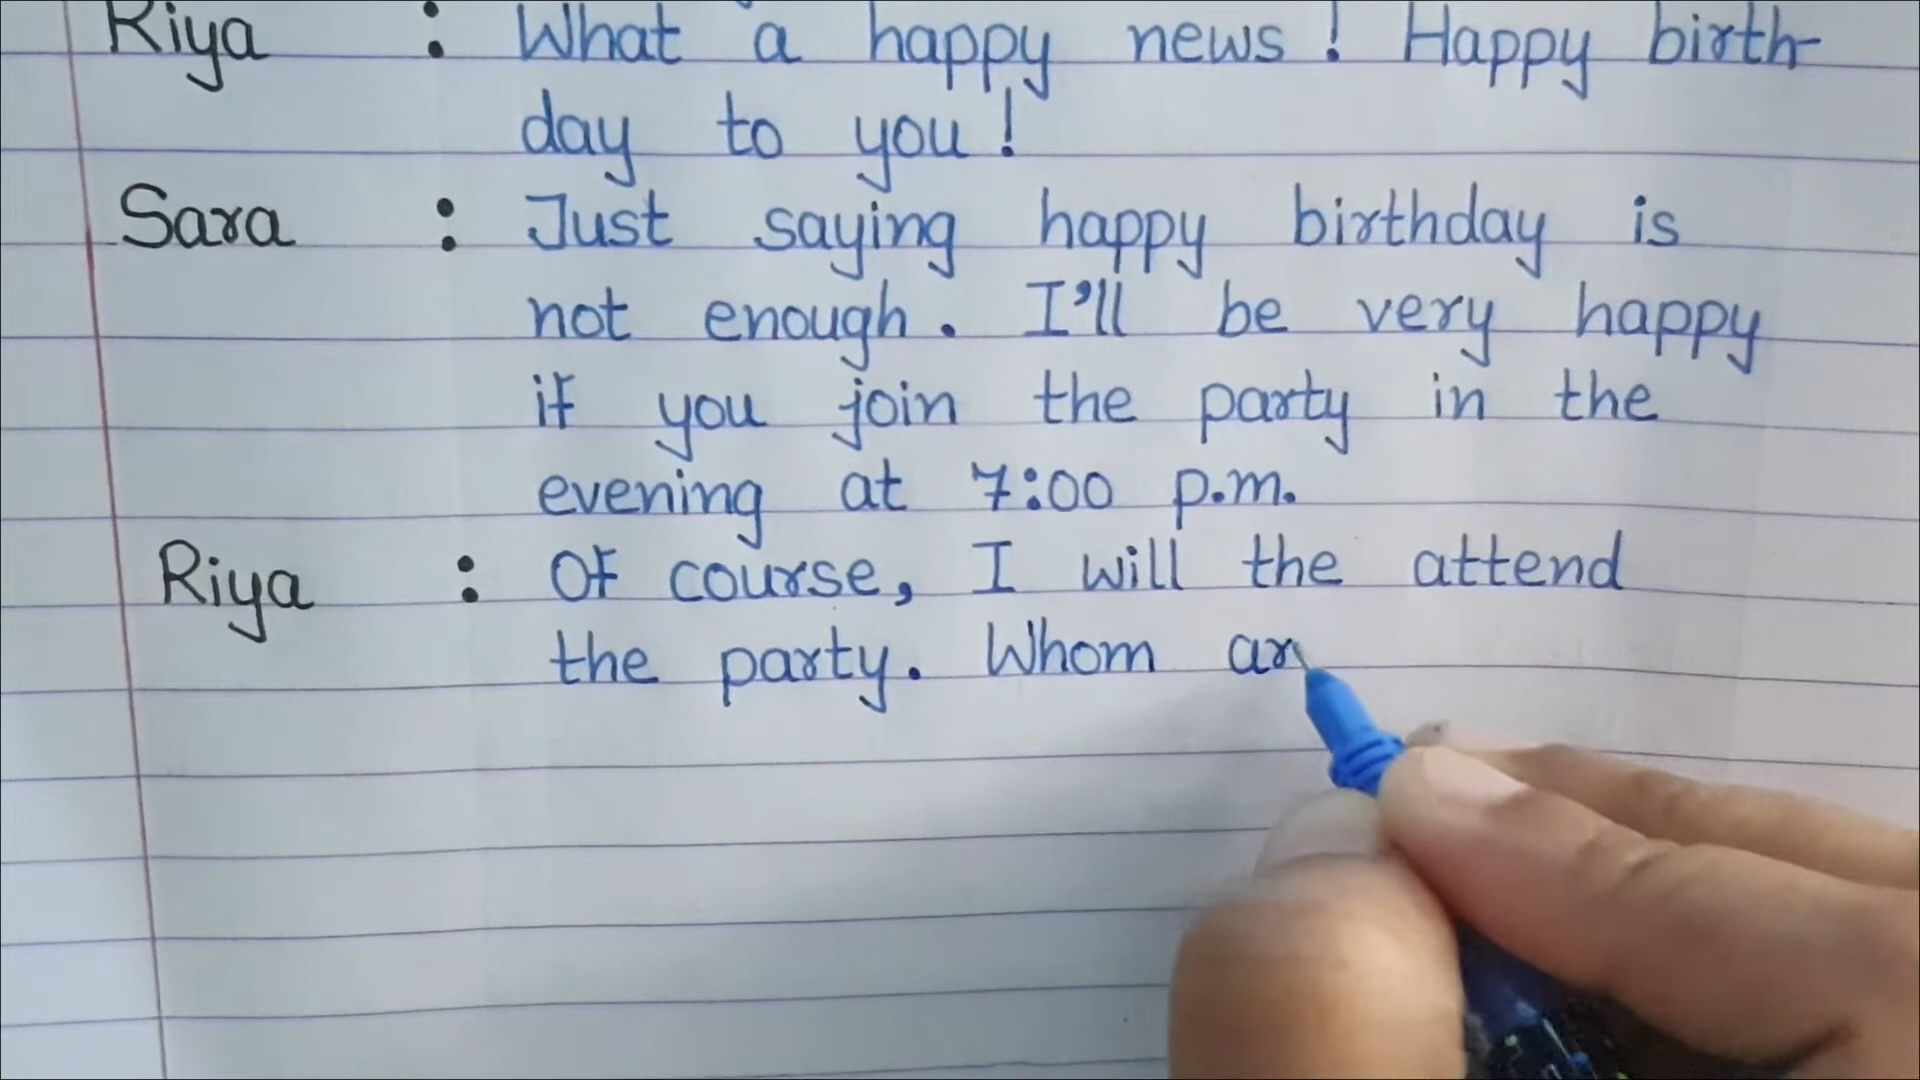 Riya : What a happy news! Happy birth-
day to you!
Sara : Just saying happy birthday is
not enough. I'll be very happy
if you join the party in the
evening at 7:00 p.m.
Riya : Of course, I will the attend
the party. Whom ar